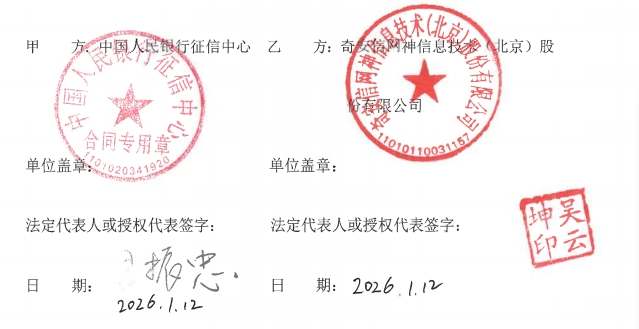 甲 方：中国人民银行征信中心 乙 方：奇安信网神信息技术（北京）股
份有限公司
中国人民银行征信中心
合同专用章
1101020341920
奇安信网神信息技术(北京)股份有限公司
11010110031157
单位盖章： 单位盖章：
法定代表人或授权代表签字： 法定代表人或授权代表签字：
吴云
坤印
振忠
日 期： 2026.1.12 日 期： 2026.1.12